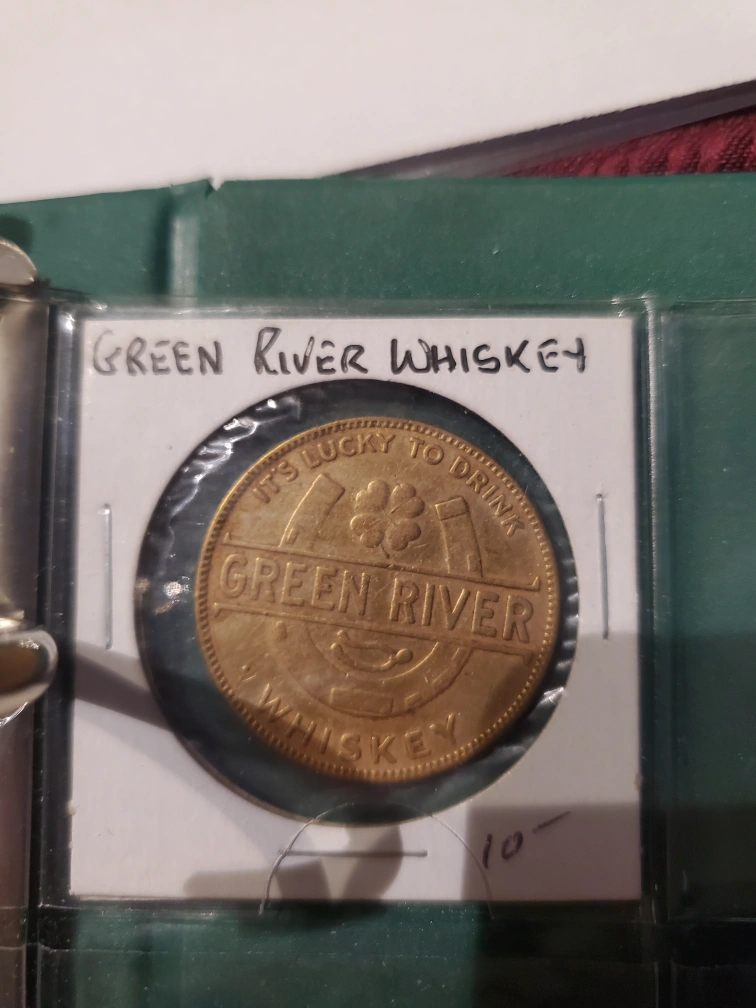 GREEN RIVER WHISKEY
IT'S LUCKY TO DRINK
GREEN RIVER
WHISKEY
10-